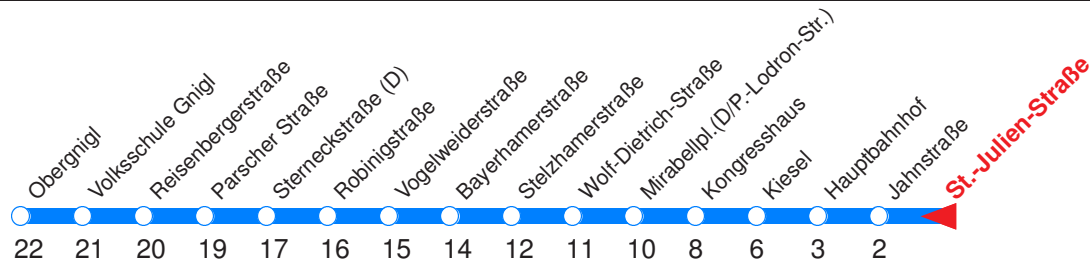 Obergnigl
Volksschule Gnigl
Reisenbergerstraße
Parscher Straße
Sterneckstraße (D)
Robinigstraße
Vogelweiderstraße
Bayerhamerstraße
Stelzhamerstraße
Wolf-Dietrich-Straße
Mirabellpl.(D/P.-Lodron-Str.)
Kongresshaus
Kiesel
Hauptbahnhof
Jahnstraße
St.-Julien-Straße
22 21 20 19 17 16 15 14 12 11 10 8 6 3 2